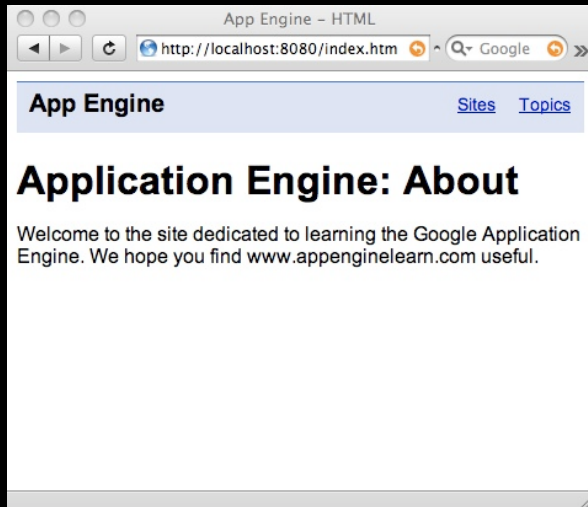 App Engine – HTML
http://localhost:8080/index.htm Google »
App Engine Sites Topics
Application Engine: About
Welcome to the site dedicated to learning the Google Application
Engine. We hope you find www.appenginelearn.com useful.